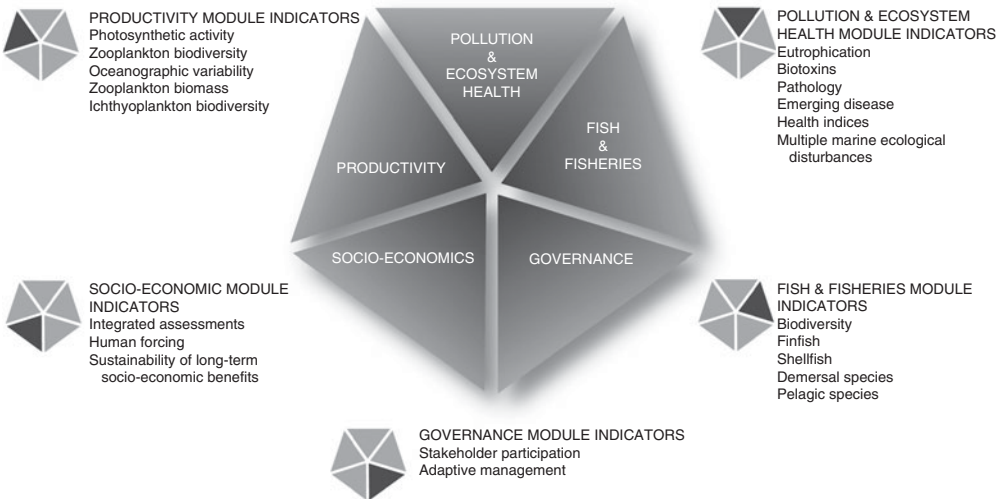 PRODUCTIVITY MODULE INDICATORS
Photosynthetic activity
Zooplankton biodiversity
Oceanographic variability
Zooplankton biomass
Ichthyoplankton biodiversity
POLLUTION
&
ECOSYSTEM
HEALTH
FISH
&
FISHERIES
PRODUCTIVITY
SOCIO-ECONOMICS
GOVERNANCE
POLLUTION & ECOSYSTEM
HEALTH MODULE INDICATORS
Eutrophication
Biotoxins
Pathology
Emerging disease
Health indices
Multiple marine ecological
disturbances
SOCIO-ECONOMIC MODULE
INDICATORS
Integrated assessments
Human forcing
Sustainability of long-term
socio-economic benefits
FISH & FISHERIES MODULE
INDICATORS
Biodiversity
Finfish
Shellfish
Demersal species
Pelagic species
GOVERNANCE MODULE INDICATORS
Stakeholder participation
Adaptive management